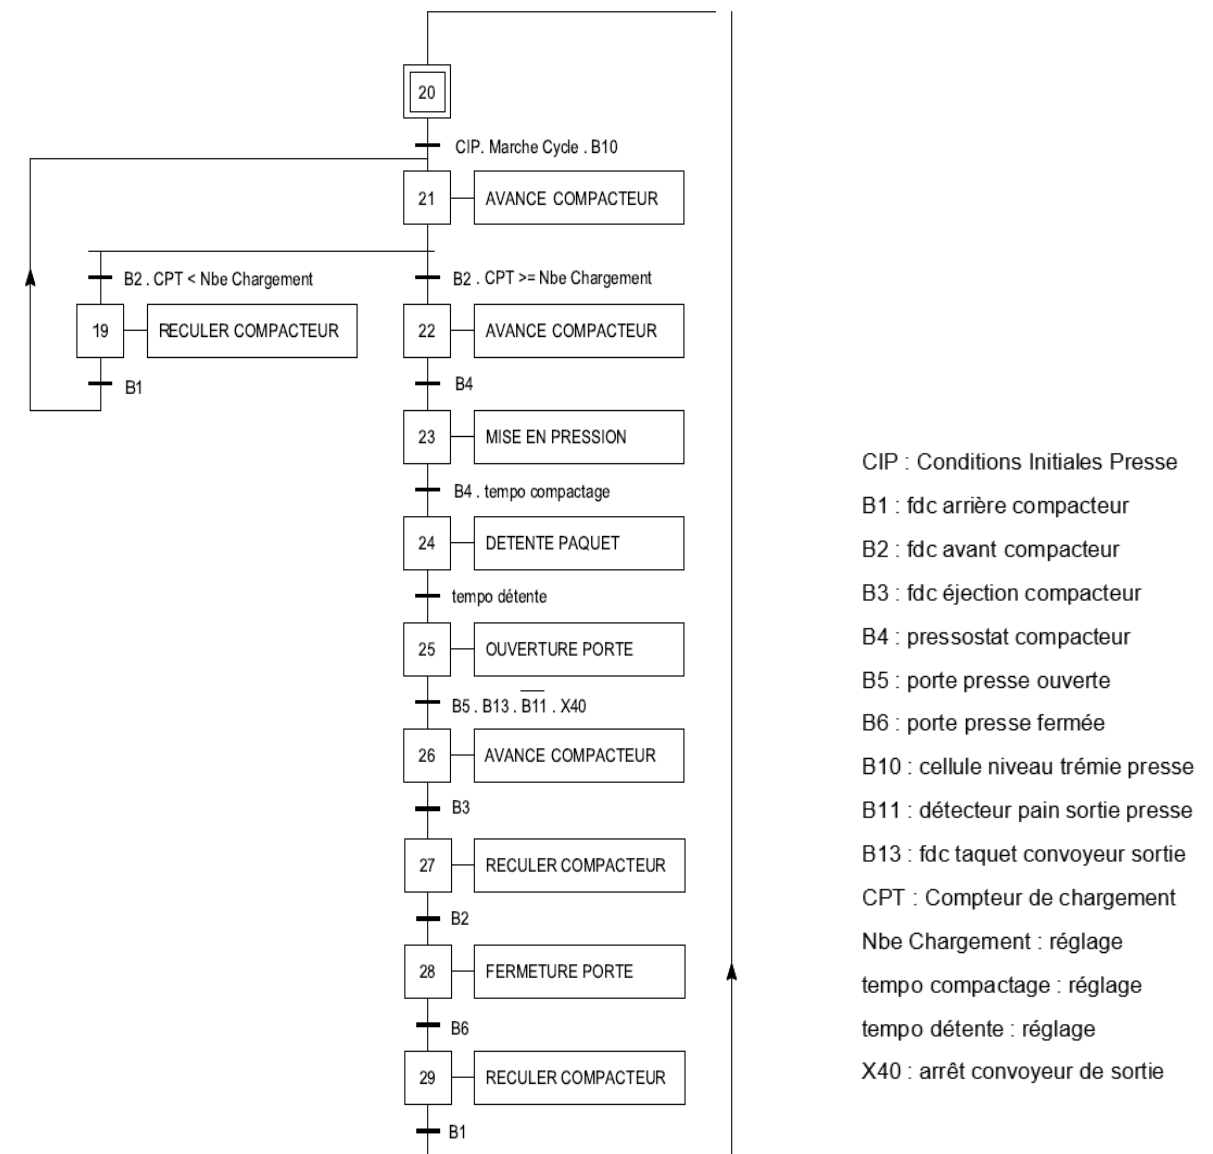 20
CIP. Marche Cycle . B10
21
AVANCE COMPACTEUR
B2 . CPT < Nbe Chargement
B2 . CPT >= Nbe Chargement
19
RECULER COMPACTEUR
22
AVANCE COMPACTEUR
B1
B4
23
MISE EN PRESSION
B4 . tempo compactage
24
DETENTE PAQUET
tempo détente
25
OUVERTURE PORTE
B5 . B13 . B̅1̅1̅ . X40
26
AVANCE COMPACTEUR
B3
27
RECULER COMPACTEUR
B2
28
FERMETURE PORTE
B6
29
RECULER COMPACTEUR
B1
CIP : Conditions Initiales Presse
B1 : fdc arrière compacteur
B2 : fdc avant compacteur
B3 : fdc éjection compacteur
B4 : pressostat compacteur
B5 : porte presse ouverte
B6 : porte presse fermée
B10 : cellule niveau trémie presse
B11 : détecteur pain sortie presse
B13 : fdc taquet convoyeur sortie
CPT : Compteur de chargement
Nbe Chargement : réglage
tempo compactage : réglage
tempo détente : réglage
X40 : arrêt convoyeur de sortie